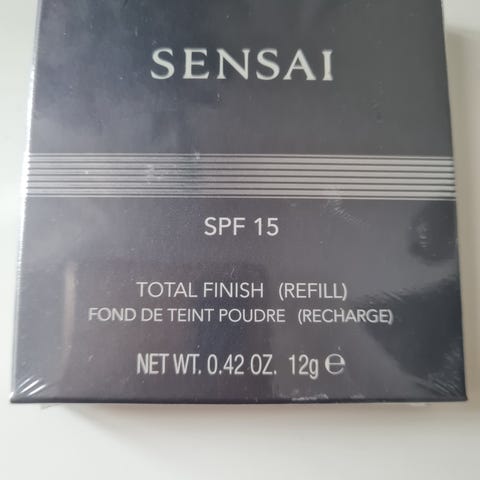 SENSAI
SPF 15
TOTAL FINISH (REFILL)
FOND DE TEINT POUDRE (RECHARGE)
NET WT. 0.42 OZ. 12g ℮